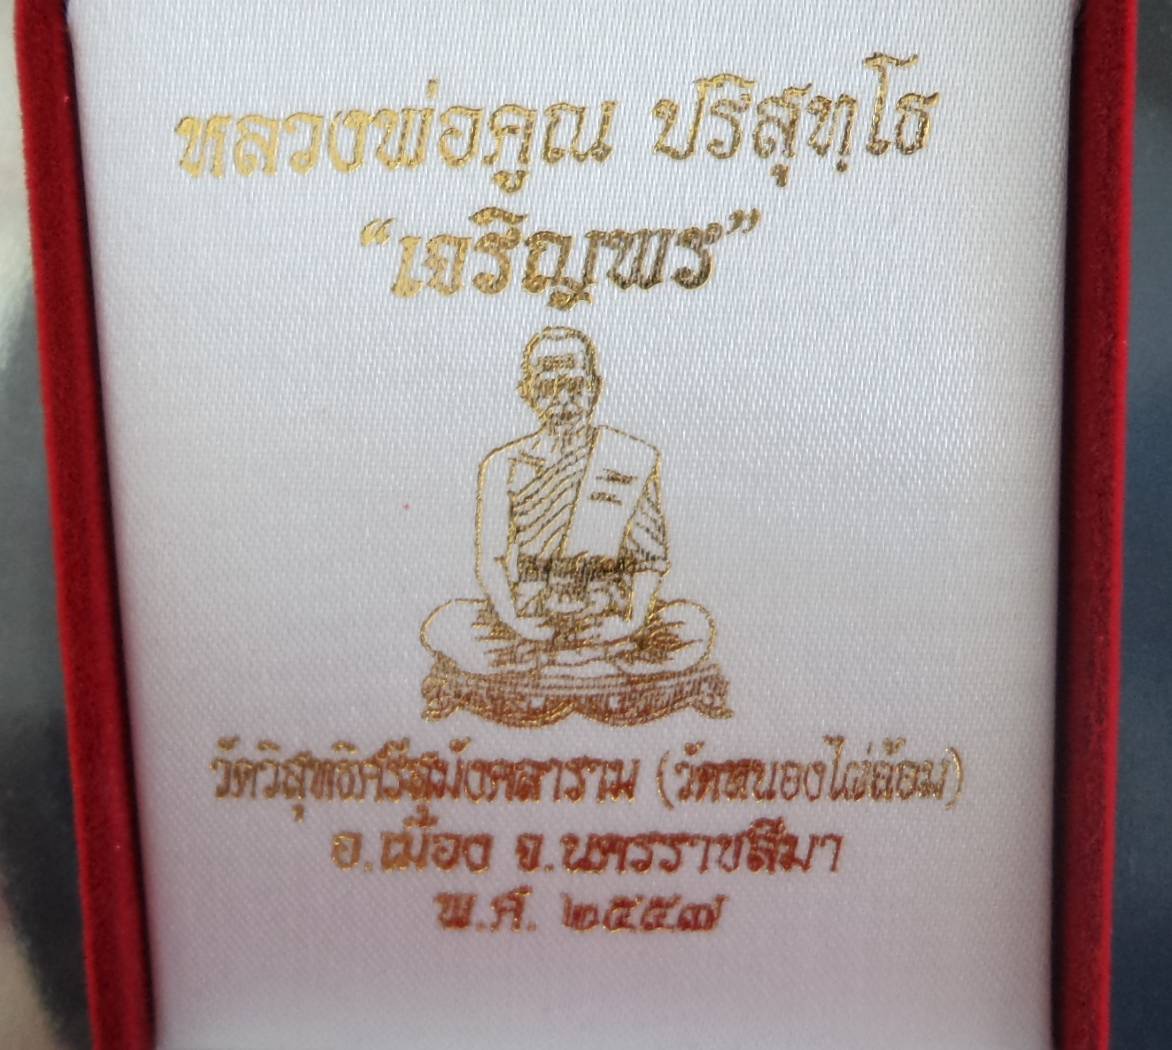 หลวงพ่อคูณ ปริสุทฺโธ
“เจริญพร”
วัดวิสุทธิศรีสุมังคลาราม (วัดหนองไข่ล้อม)
อ.เมือง จ.นครราชสีมา
พ.ศ. ๒๕๕๗